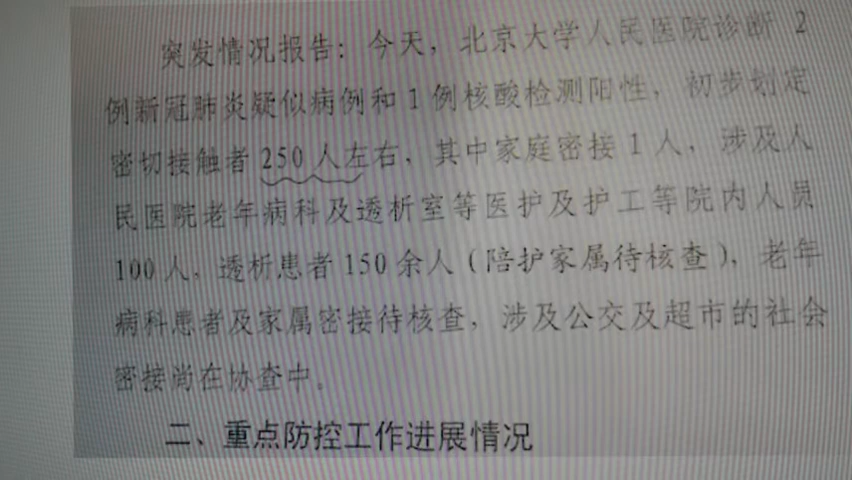 突发情况报告：今天，北京大学人民医院诊断 2
例新冠肺炎疑似病例和 1 例核酸检测阳性，初步划定
密切接触者 250 人左右，其中家庭密接 1 人，涉及人
民医院老年病科及透析室等医护及护工等院内人员
100 人，透析患者 150 余人（陪护家属待核查），老年
病科患者及家属密接待核查，涉及公交及超市的社会
密接尚在协查中。
二、重点防控工作进展情况